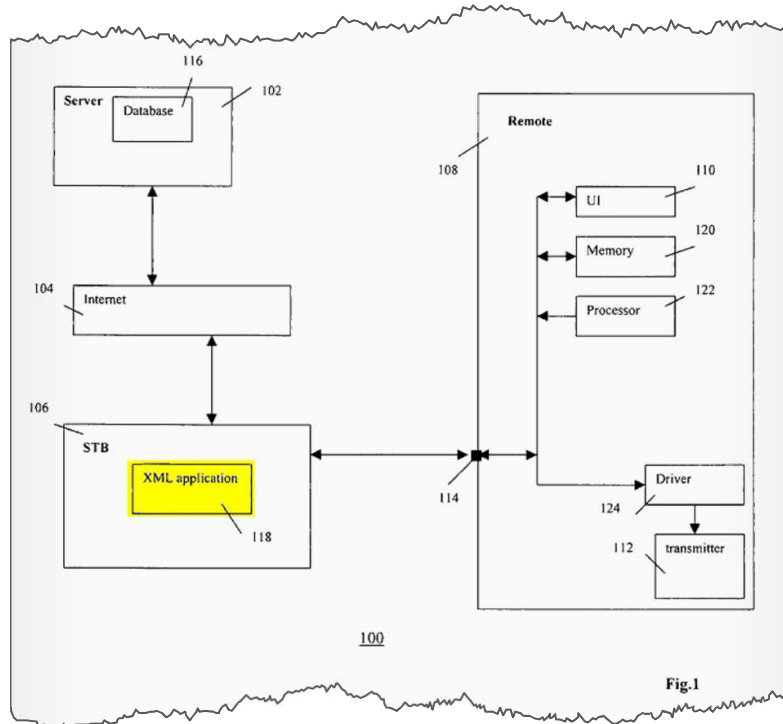 116
102
Server
Database
Remote
108
110
UI
120
Memory
104
Internet
122
Processor
106
STB
XML application
118
114
Driver
124
112
transmitter
100
Fig.1